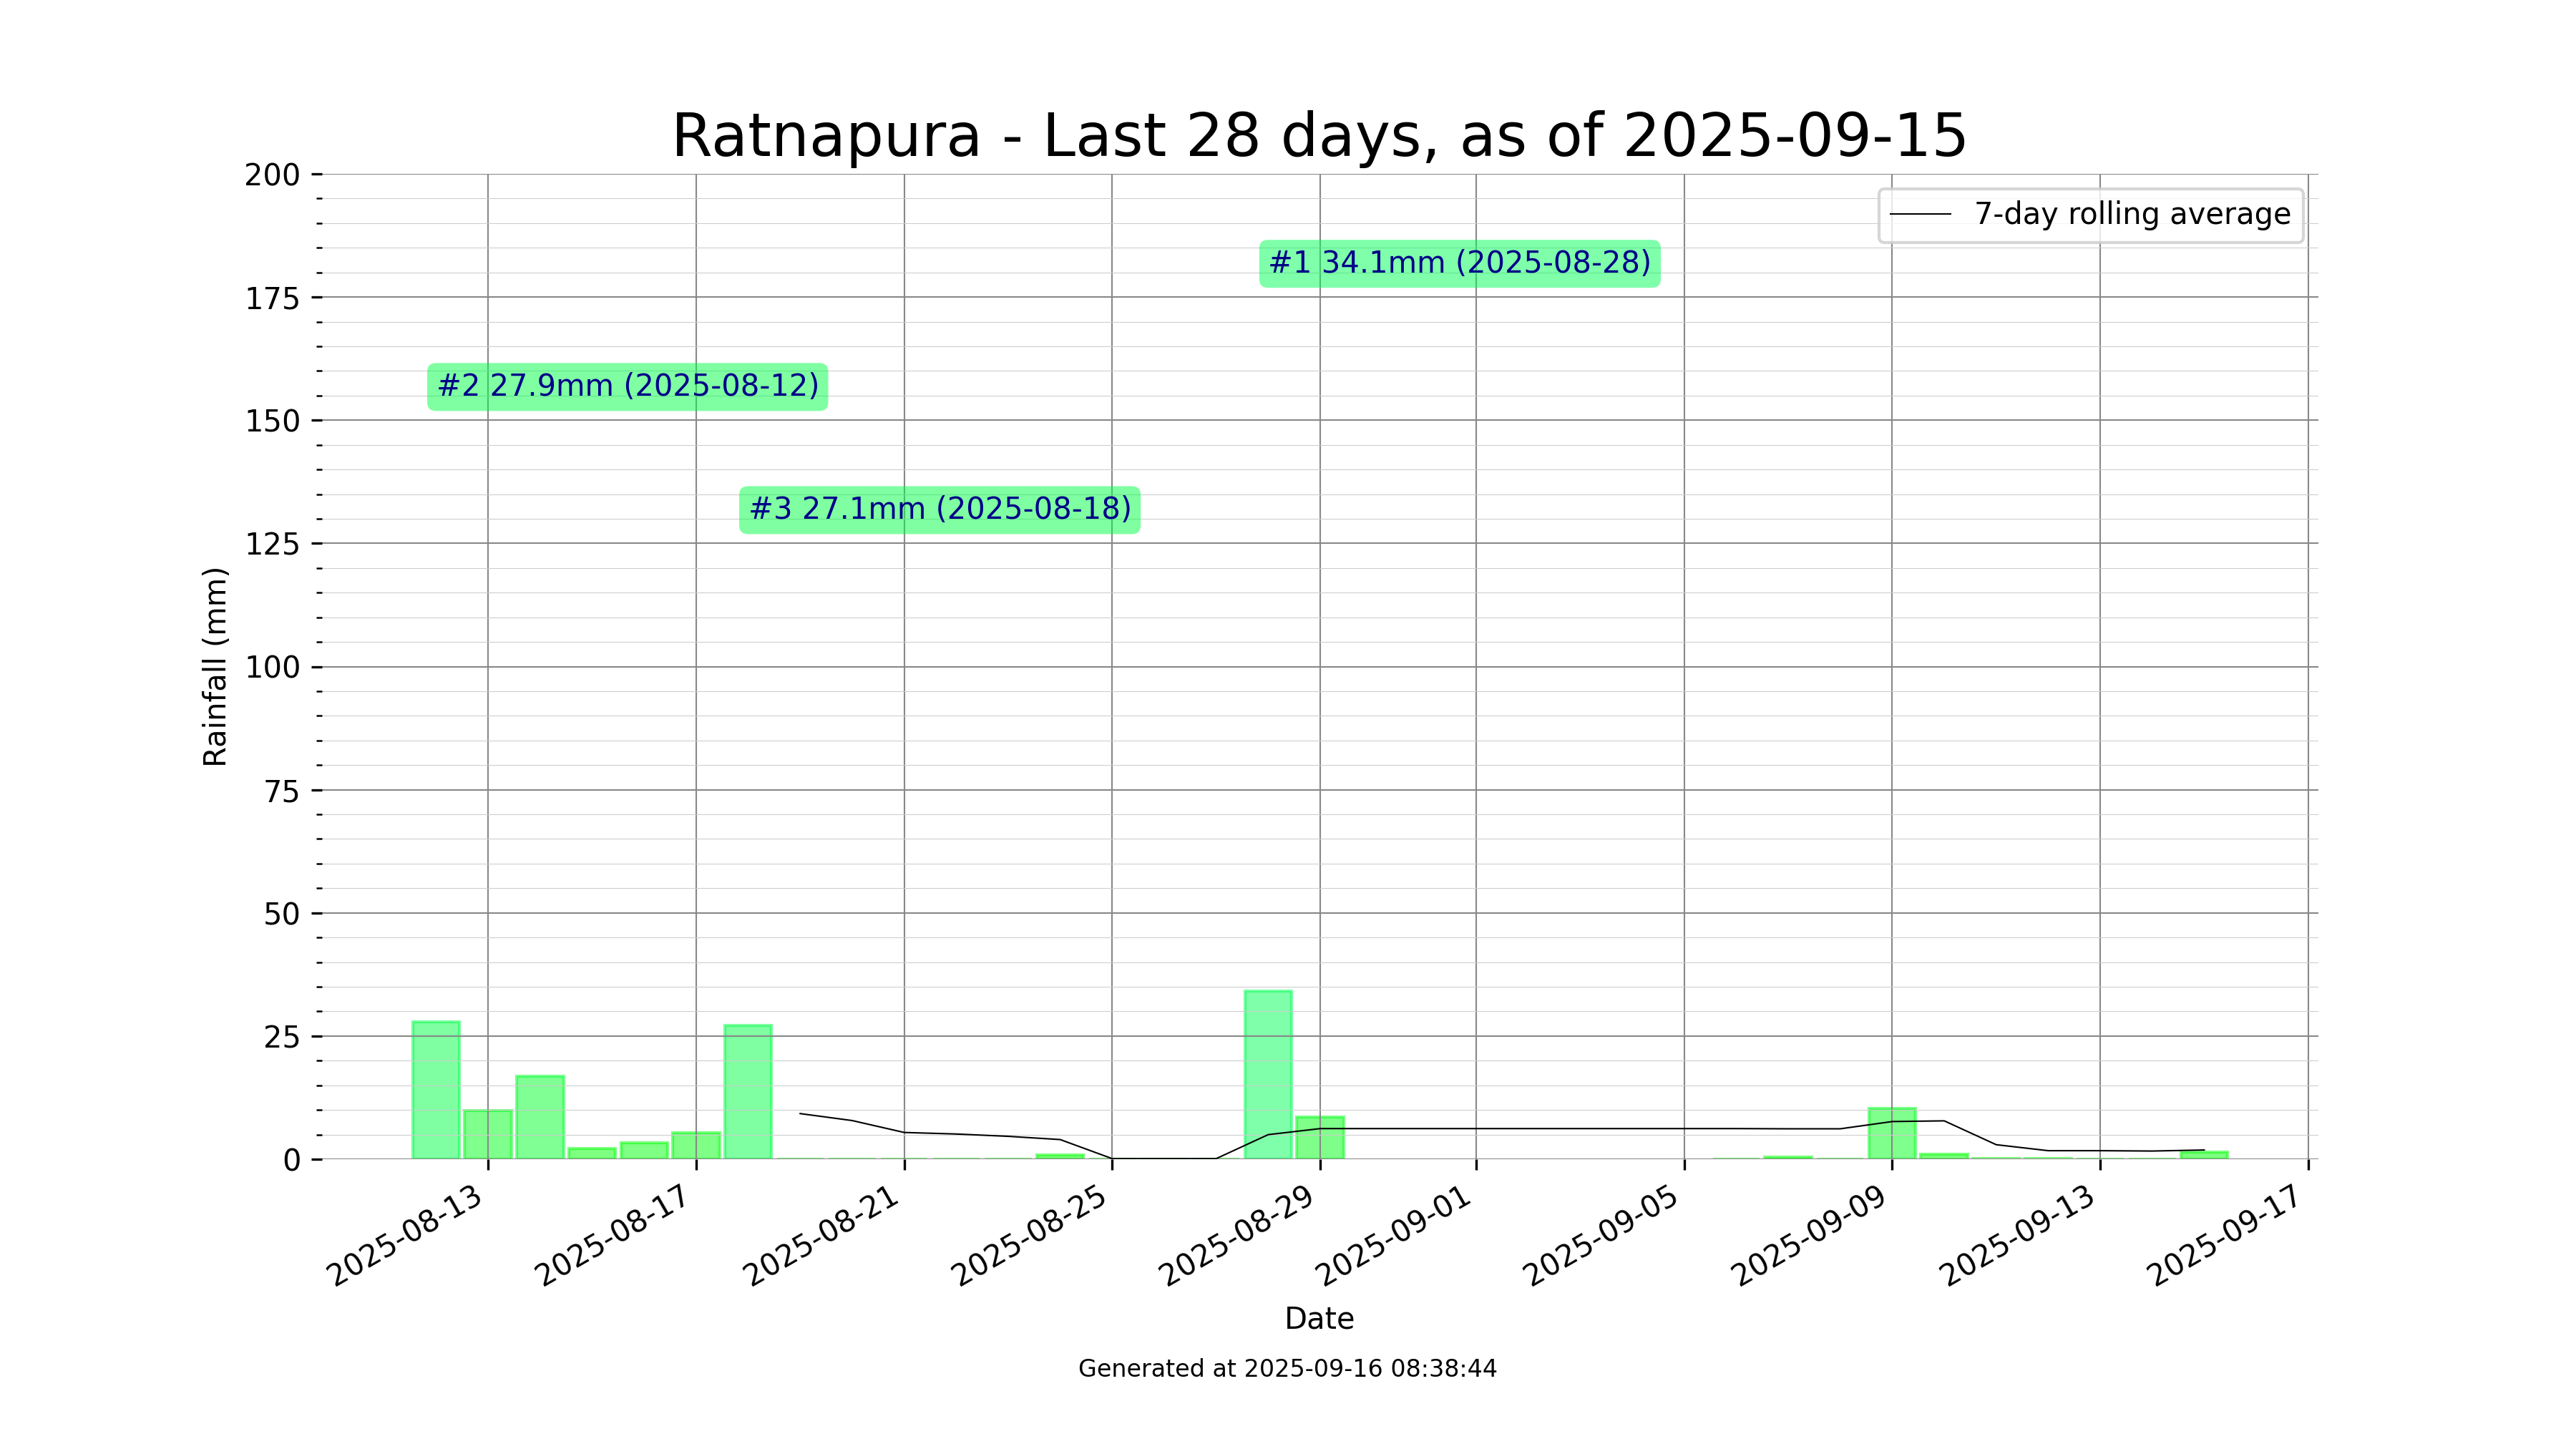 Ratnapura - Last 28 days, as of 2025-09-15
7-day rolling average
#1 34.1mm (2025-08-28)
#2 27.9mm (2025-08-12)
#3 27.1mm (2025-08-18)
Rainfall (mm)
200
175
150
125
100
75
50
25
0
2025-08-13
2025-08-17
2025-08-21
2025-08-25
2025-08-29
2025-09-01
2025-09-05
2025-09-09
2025-09-13
2025-09-17
Date
Generated at 2025-09-16 08:38:44